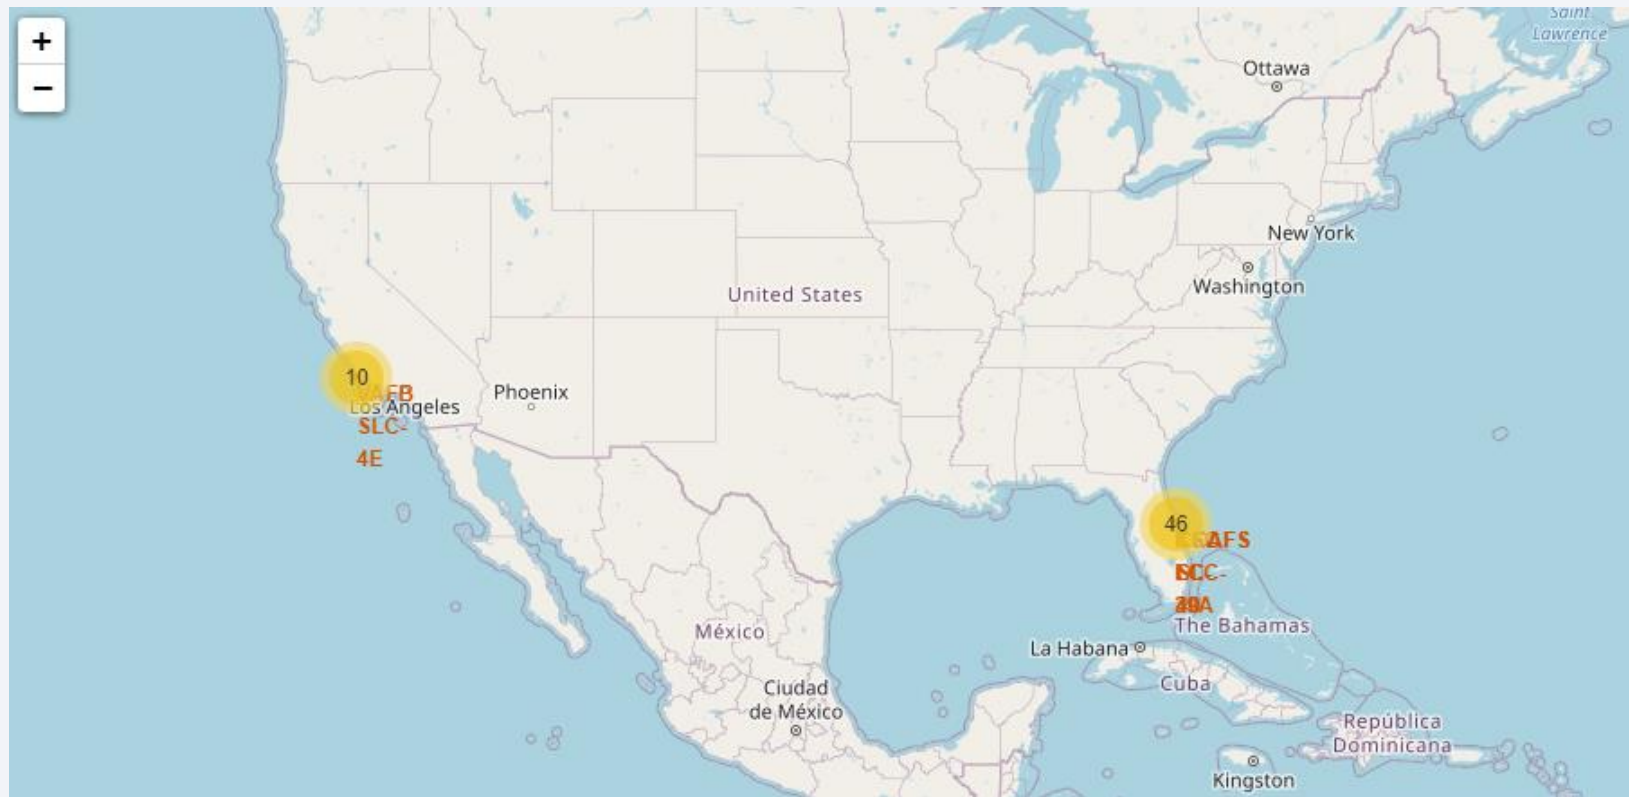 +
−
Saint
Lawrence
Ottawa
New York
Washington
United States
10
VAFB
SLC-
4E
Los Angeles
Phoenix
46
The Bahamas
México
La Habana
Cuba
Ciudad
de México
República
Dominicana
Kingston